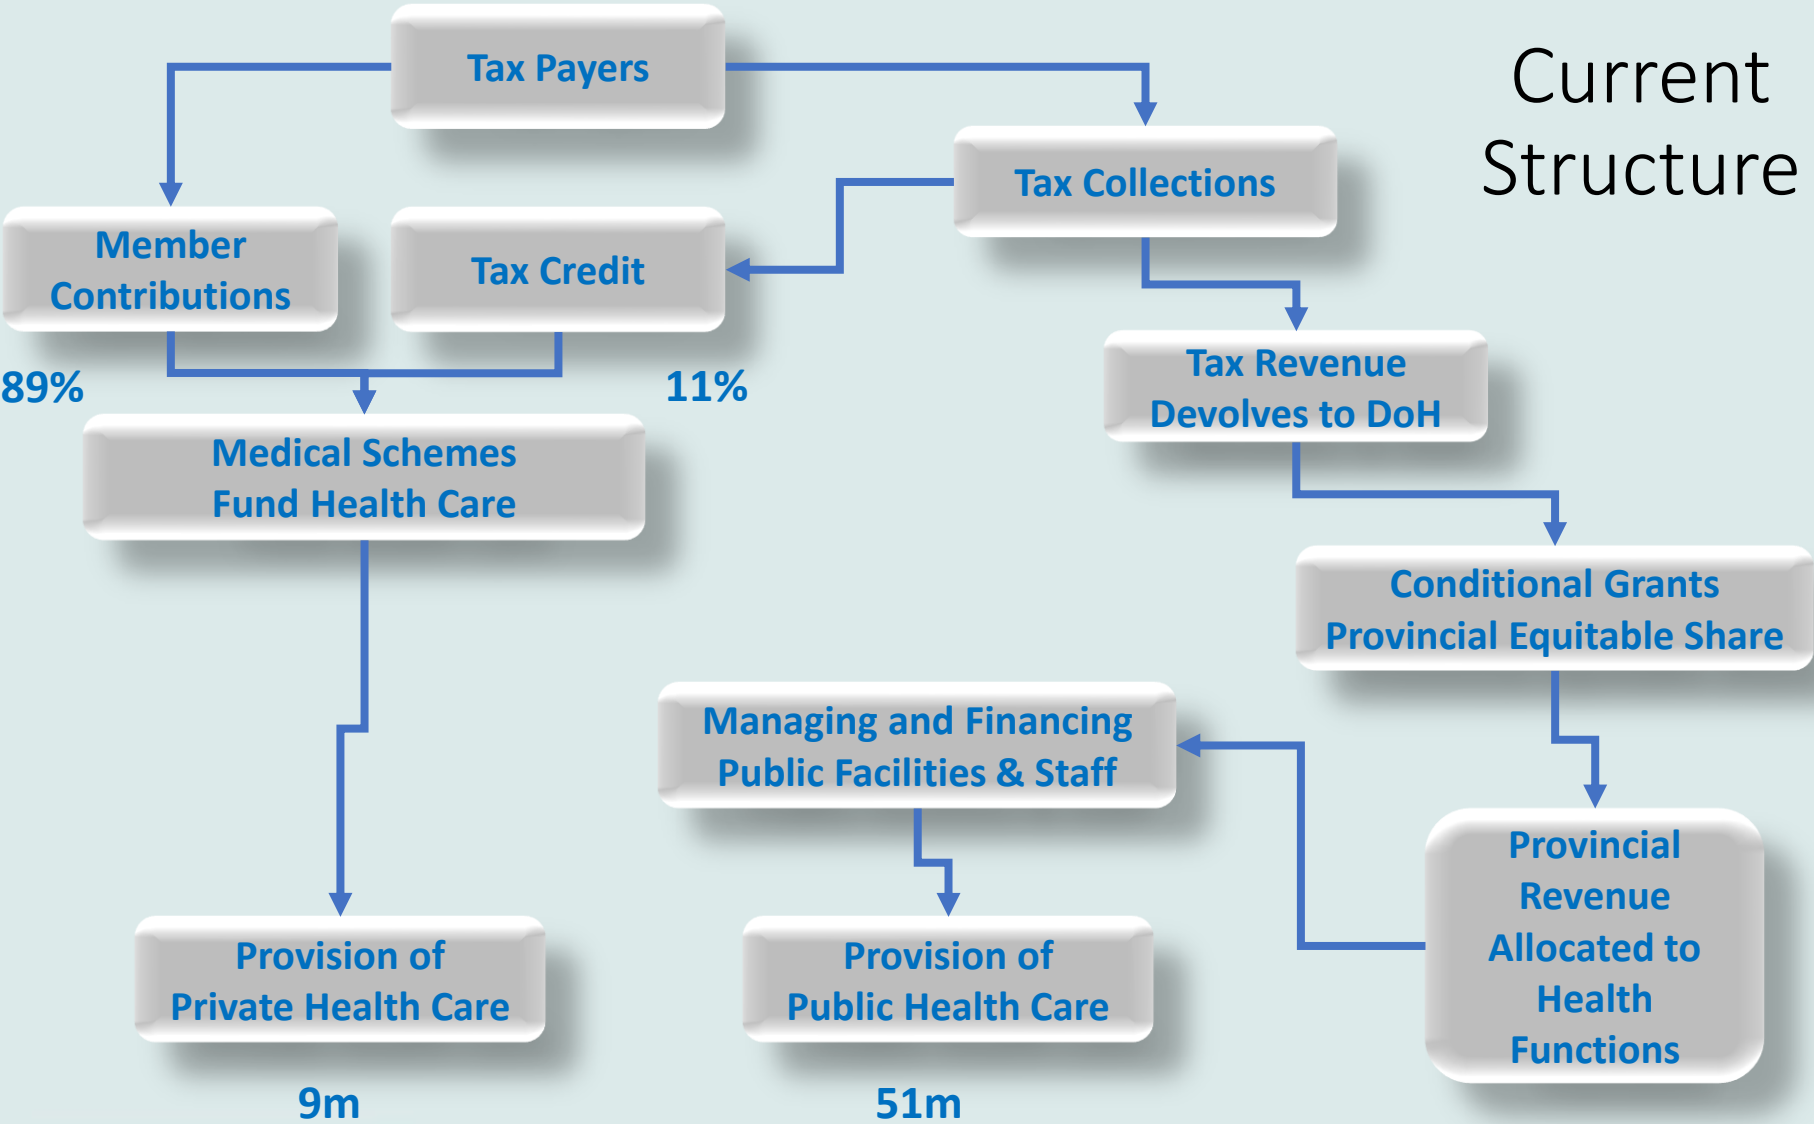 Current
Structure
Tax Payers
Tax Collections
Member
Contributions
Tax Credit
89%
11%
Tax Revenue
Devolves to DoH
Medical Schemes
Fund Health Care
Conditional Grants
Provincial Equitable Share
Managing and Financing
Public Facilities & Staff
Provincial
Revenue
Allocated to
Health
Functions
Provision of
Private Health Care
Provision of
Public Health Care
9m
51m